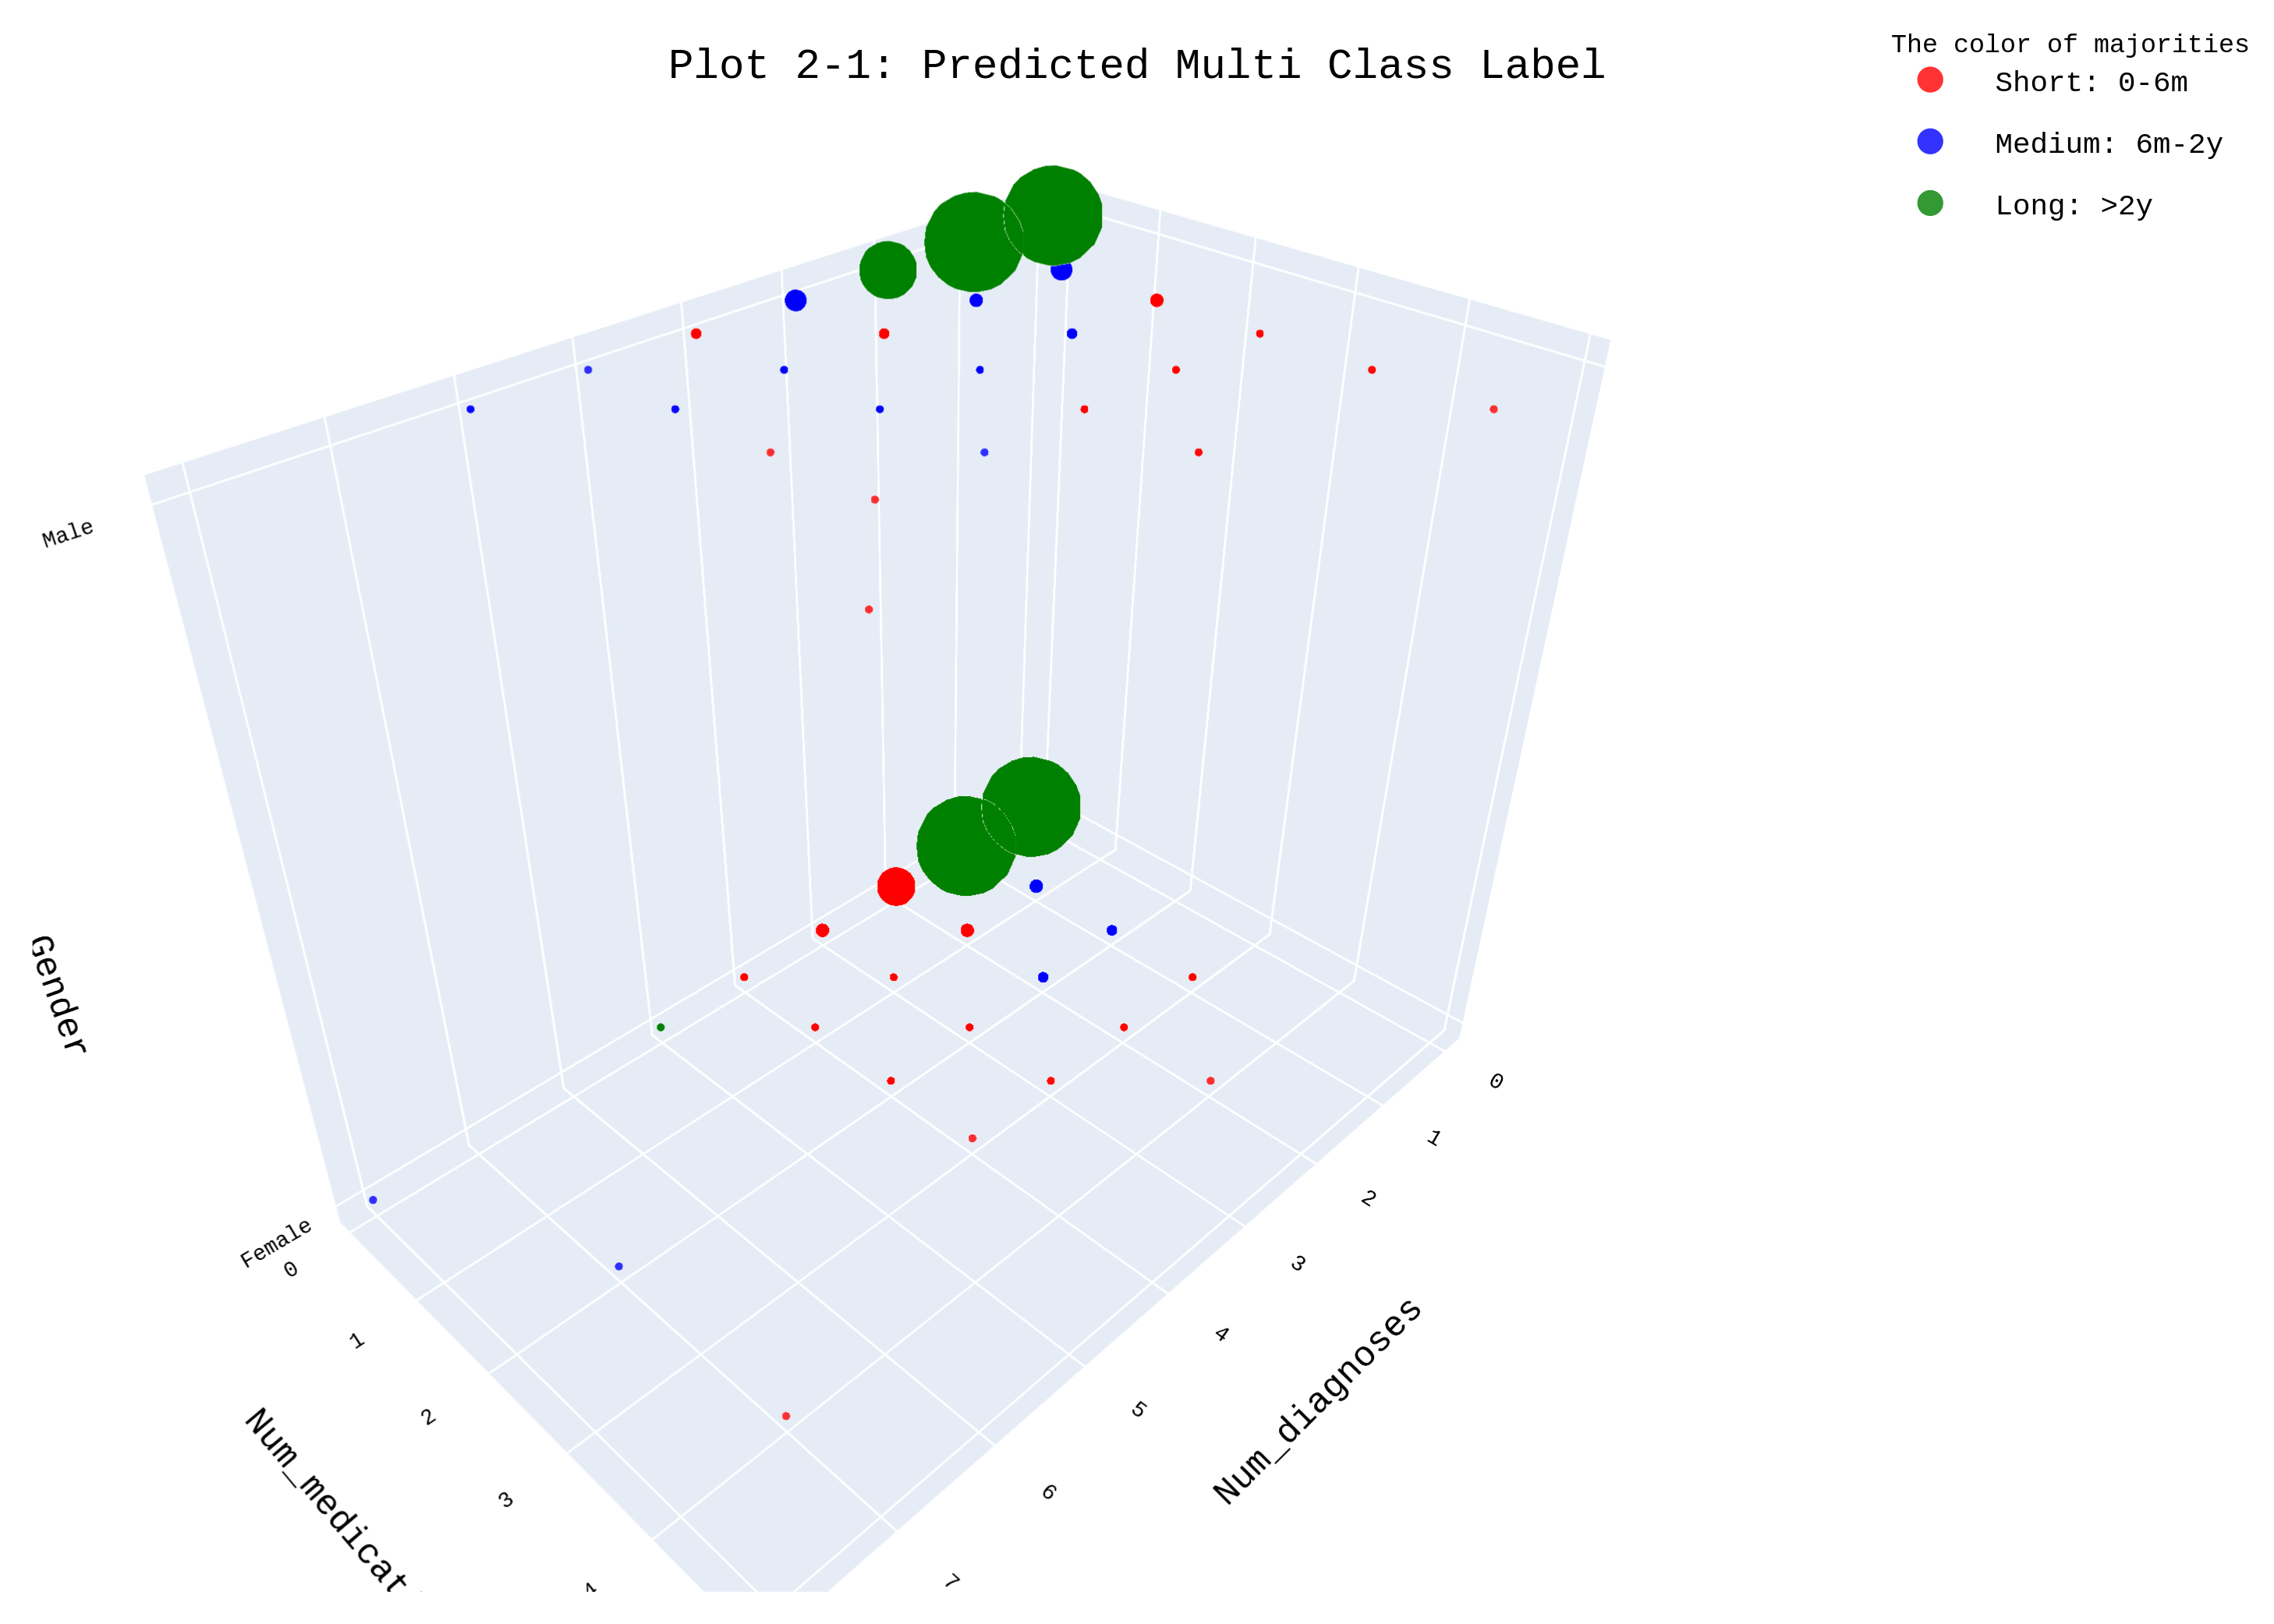 Plot 2-1: Predicted Multi Class Label
The color of majorities
Short: 0-6m
Medium: 6m-2y
Long: >2y
Male
Gender
Female
0
1
2
3
4
Num_medicat
0
1
2
3
4
5
6
7
Num_diagnoses